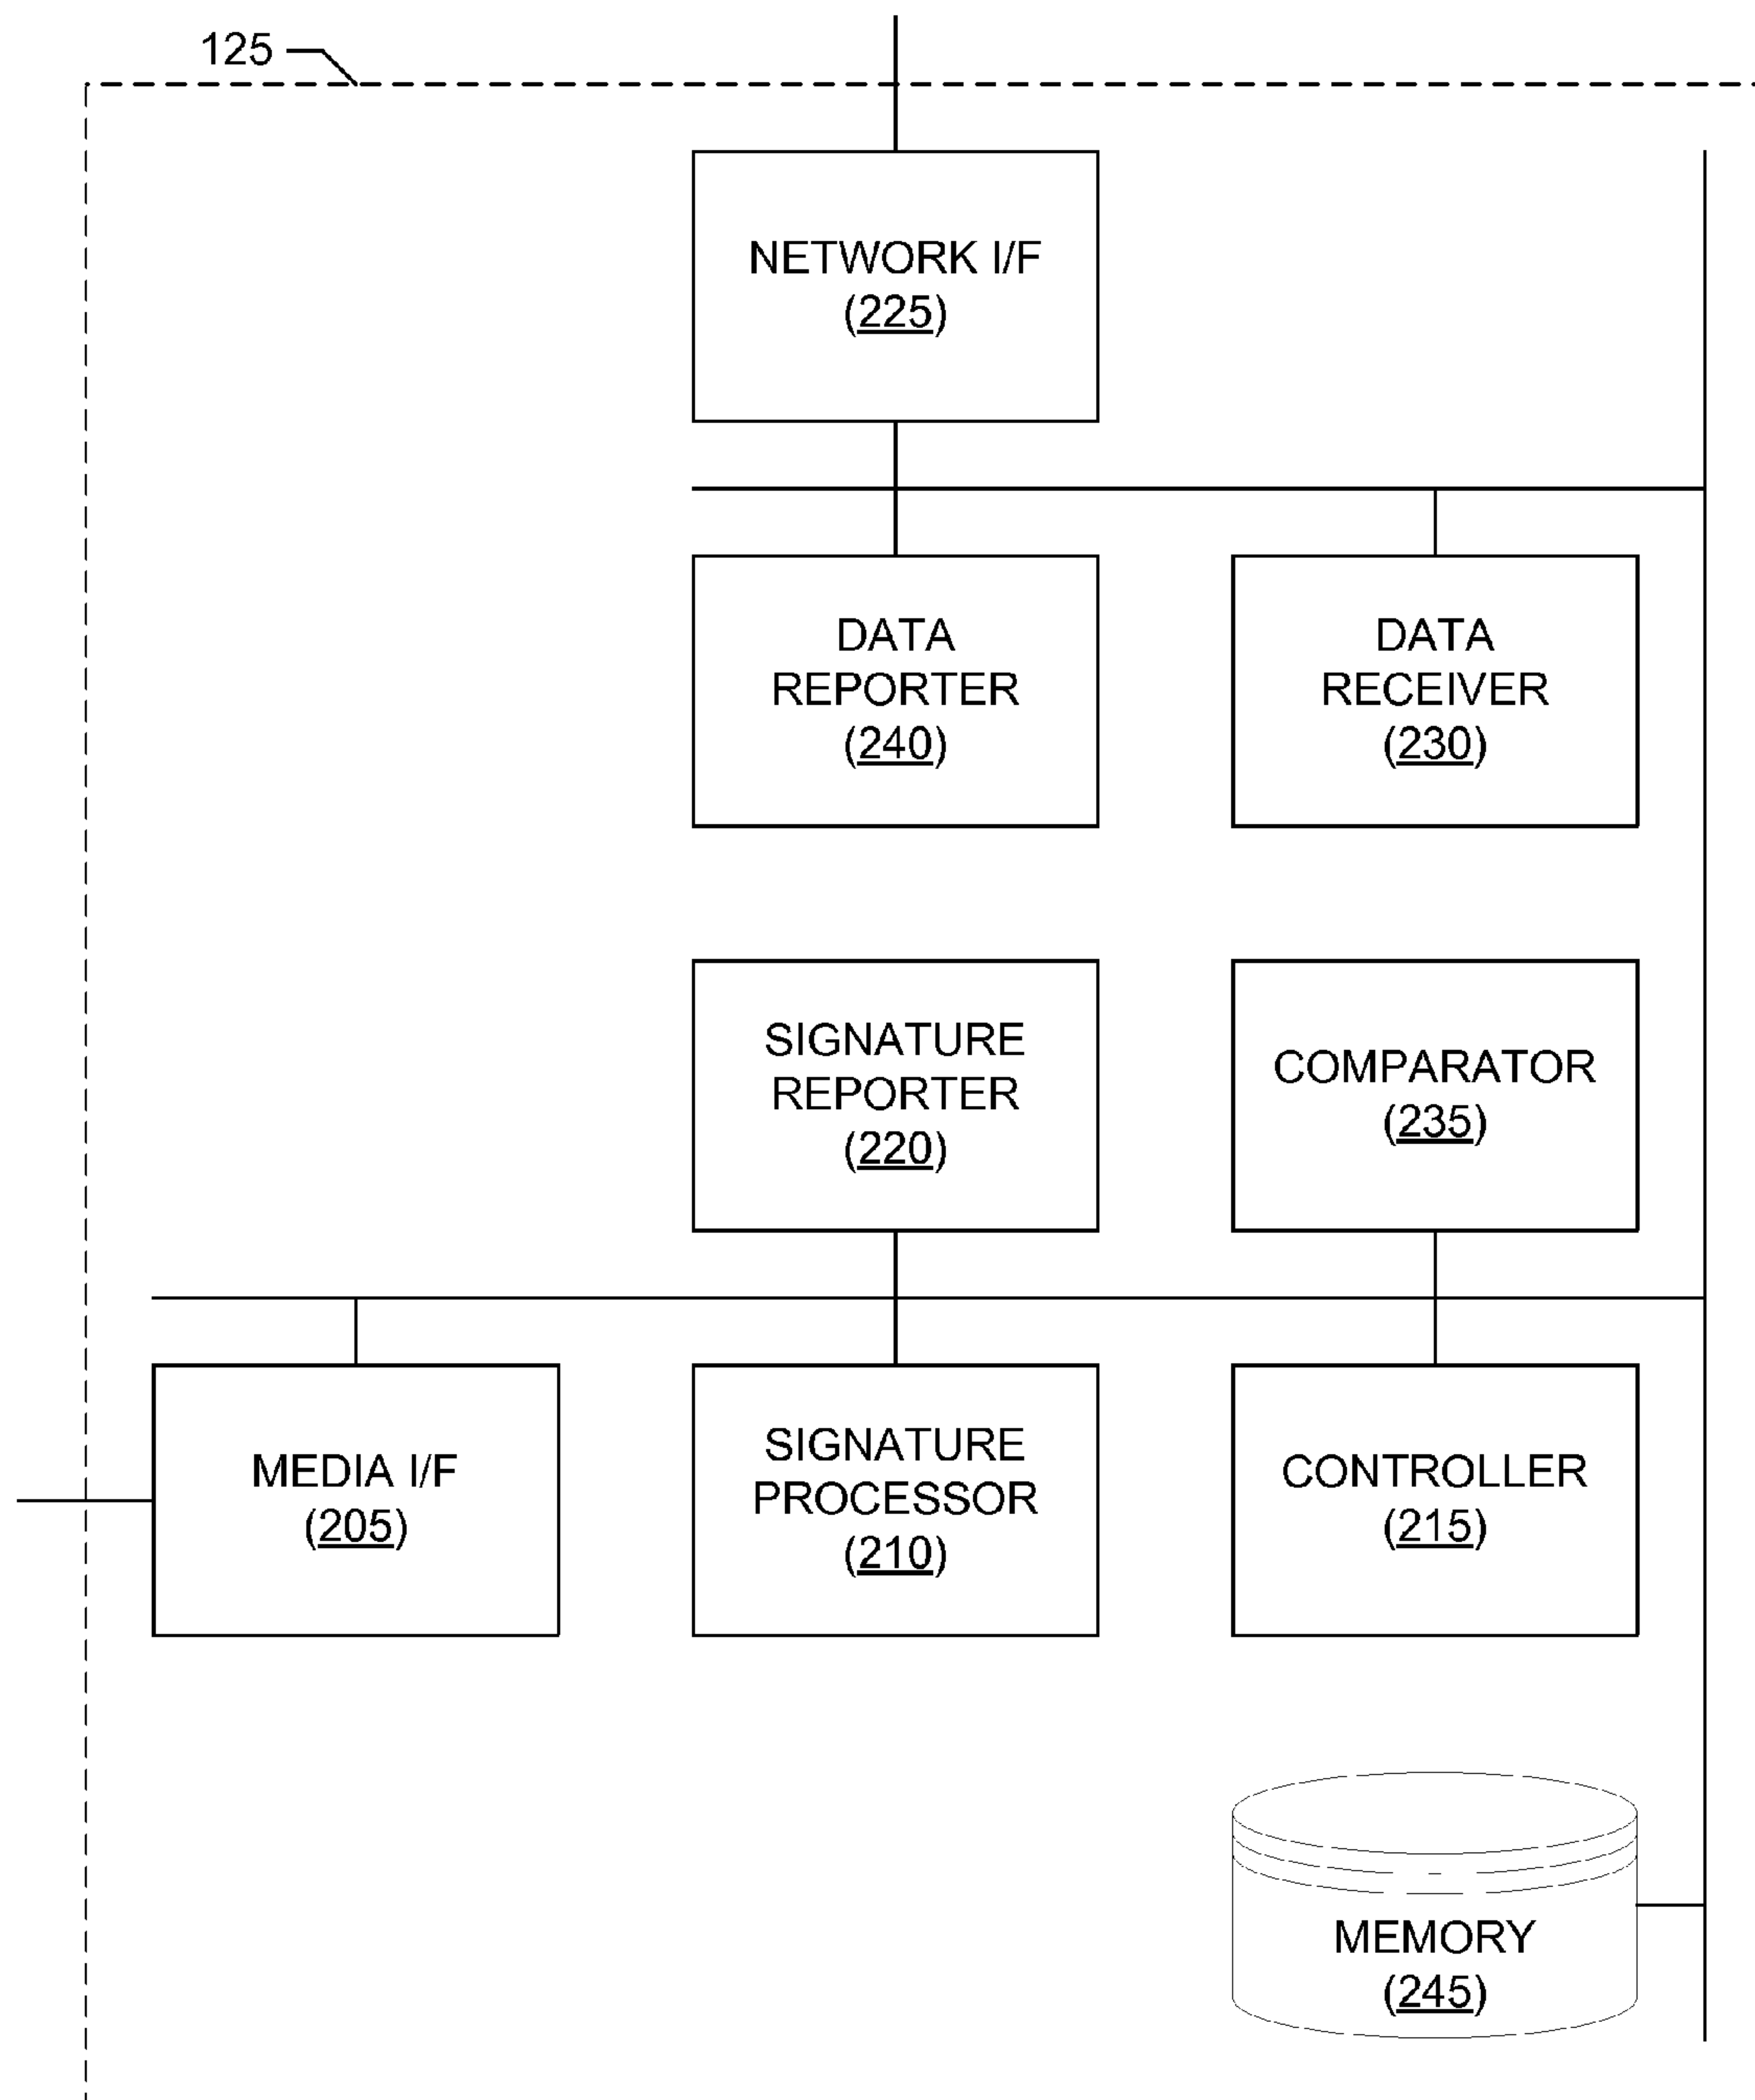 125
NETWORK I/F
(225)
DATA
REPORTER
(240)
DATA
RECEIVER
(230)
SIGNATURE
REPORTER
(220)
COMPARATOR
(235)
MEDIA I/F
(205)
SIGNATURE
PROCESSOR
(210)
CONTROLLER
(215)
MEMORY
(245)